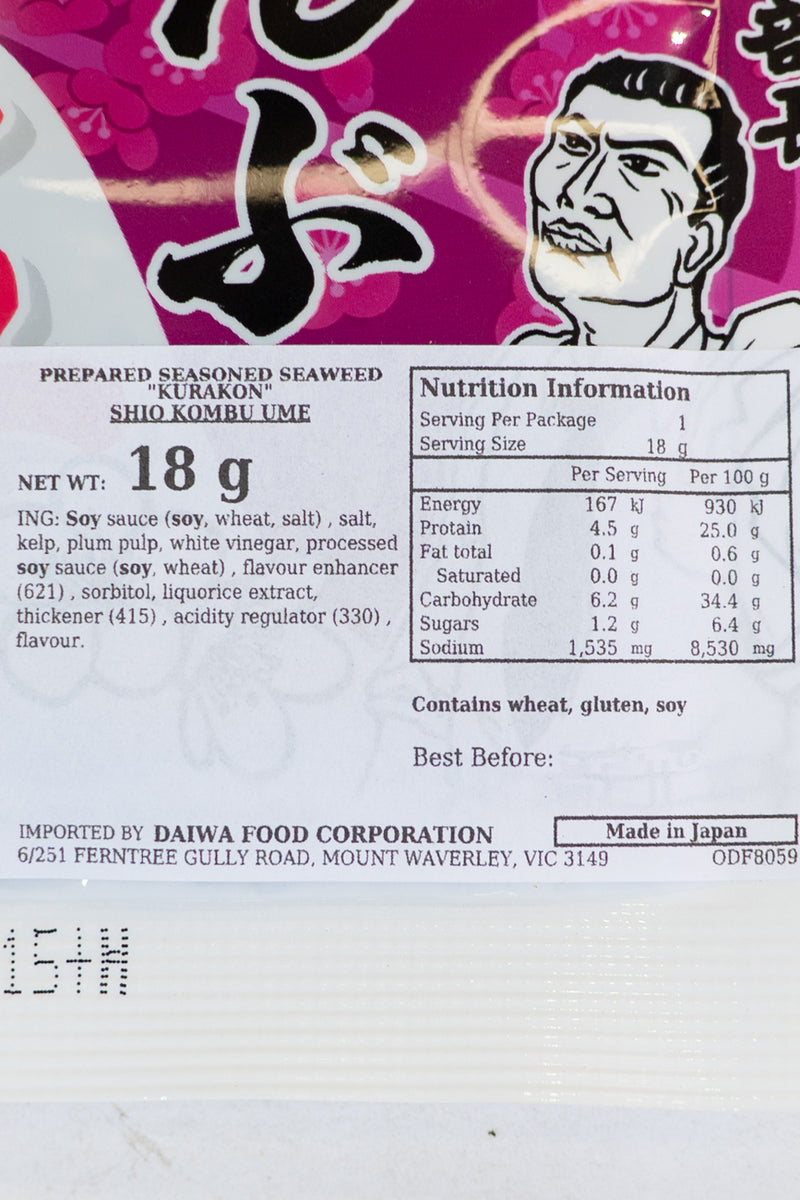 ぶ
PREPARED SEASONED SEAWEED
"KURAKON"
SHIO KOMBU UME
NET WT: 18 g
ING: Soy sauce (soy, wheat, salt) , salt,
kelp, plum pulp, white vinegar, processed
soy sauce (soy, wheat) , flavour enhancer
(621) , sorbitol, liquorice extract,
thickener (415) , acidity regulator (330) ,
flavour.
Nutrition Information
Serving Per Package 1
Serving Size 18 g
Per Serving Per 100 g
Energy 167 kJ 930 kJ
Protein 4.5 g 25.0 g
Fat total 0.1 g 0.6 g
Saturated 0.0 g 0.0 g
Carbohydrate 6.2 g 34.4 g
Sugars 1.2 g 6.4 g
Sodium 1,535 mg 8,530 mg
Contains wheat, gluten, soy
Best Before:
IMPORTED BY DAIWA FOOD CORPORATION
6/251 FERNTREE GULLY ROAD, MOUNT WAVERLEY, VIC 3149
Made in Japan
ODF8059